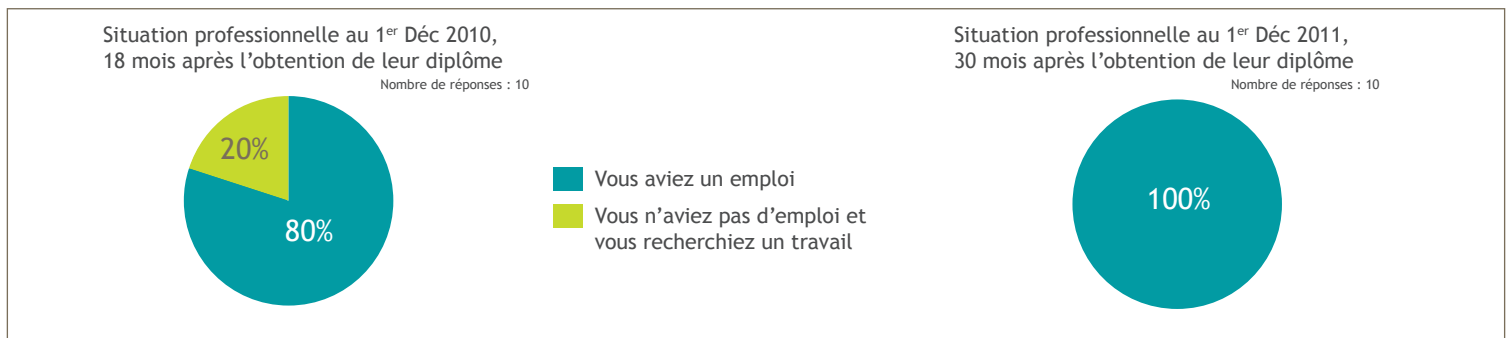 Situation professionnelle au 1er Déc 2010,
18 mois après l’obtention de leur diplôme
Nombre de réponses : 10
20%
80%
Vous aviez un emploi
Vous n’aviez pas d’emploi et
vous recherchiez un travail
Situation professionnelle au 1er Déc 2011,
30 mois après l’obtention de leur diplôme
Nombre de réponses : 10
100%